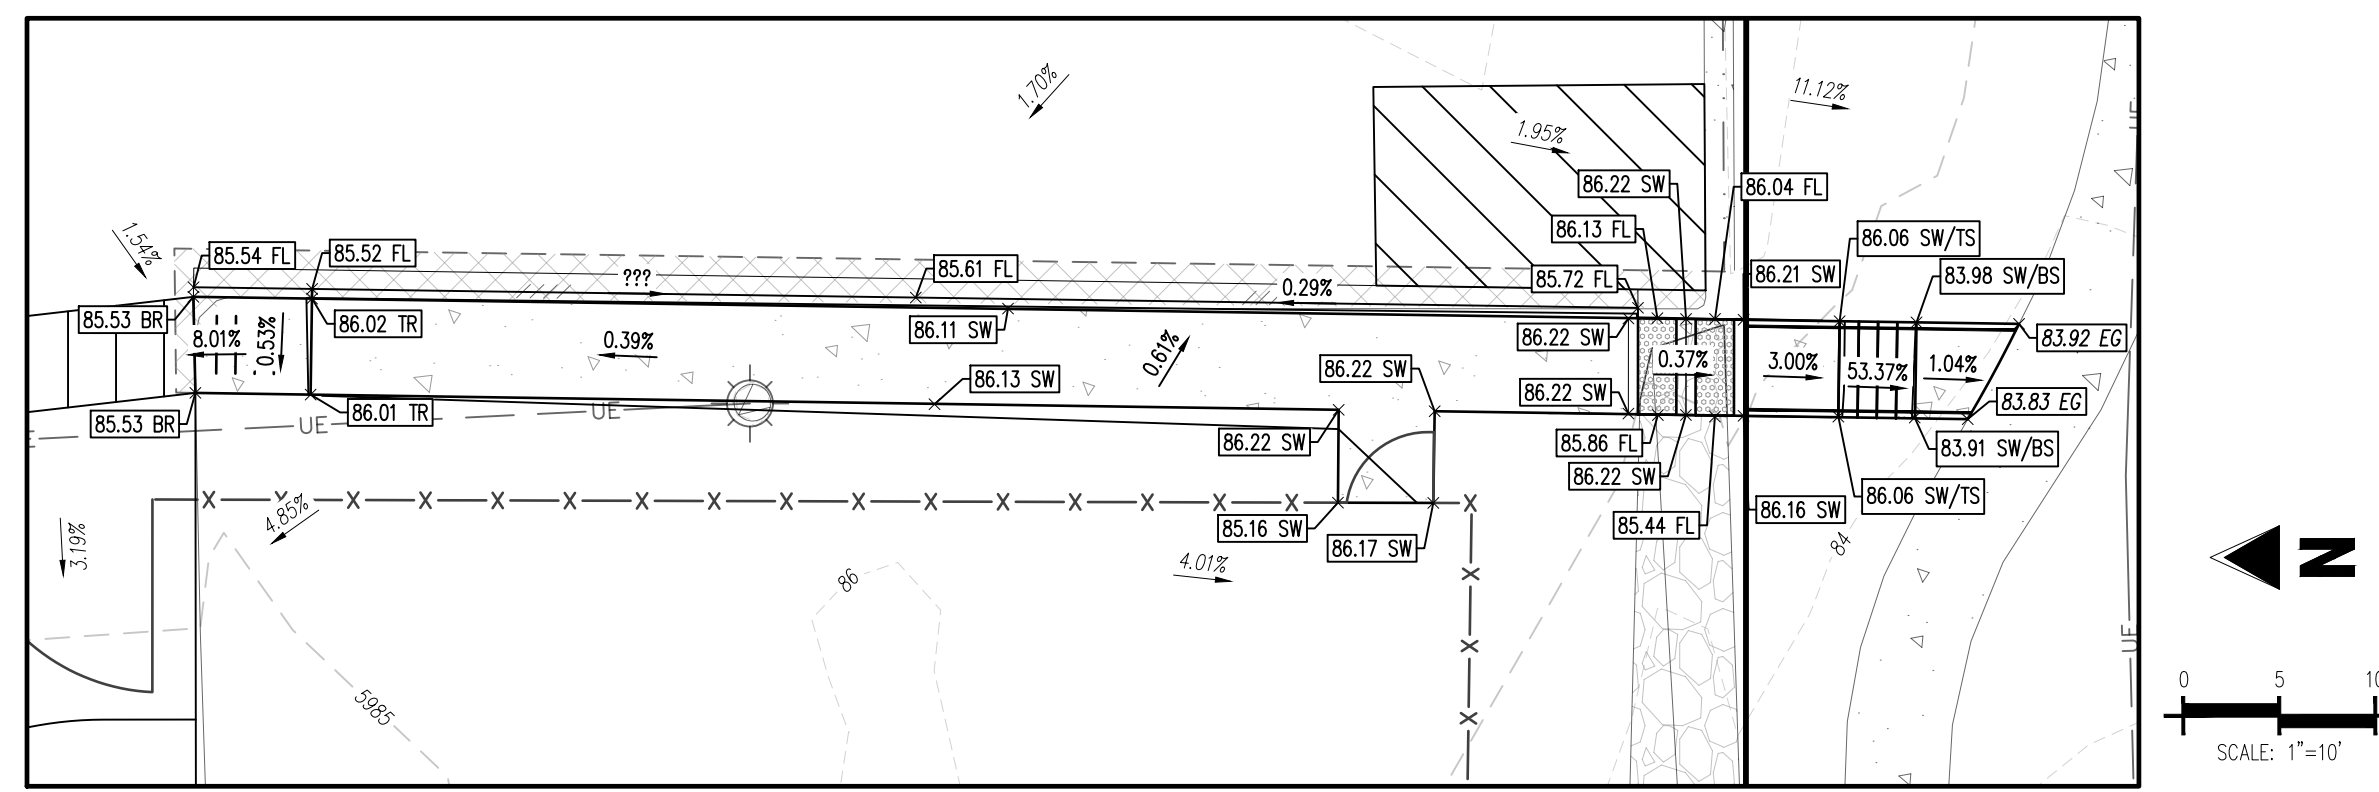 1.70%
11.12%
1.95%
UE
86.22 SW
86.04 FL
1.54%
86.13 FL
86.06 SW/TS
85.54 FL
85.52 FL
85.61 FL
???
85.72 FL
0.29%
86.21 SW
83.98 SW/BS
85.53 BR
86.02 TR
86.11 SW
86.22 SW
83.92 EG
8.01%
0.53%
0.39%
0.61%
86.22 SW
0.37%
3.00%
53.37%
1.04%
86.13 SW
86.22 SW
83.83 EG
85.53 BR
86.01 TR
UE
UE
86.22 SW
85.86 FL
83.91 SW/BS
86.22 SW
86.06 SW/TS
4.85%
3.19%
85.16 SW
86.17 SW
85.44 FL
86.16 SW
84
4.01%
86
N
5985
UE
0 5 10
SCALE: 1"=10'